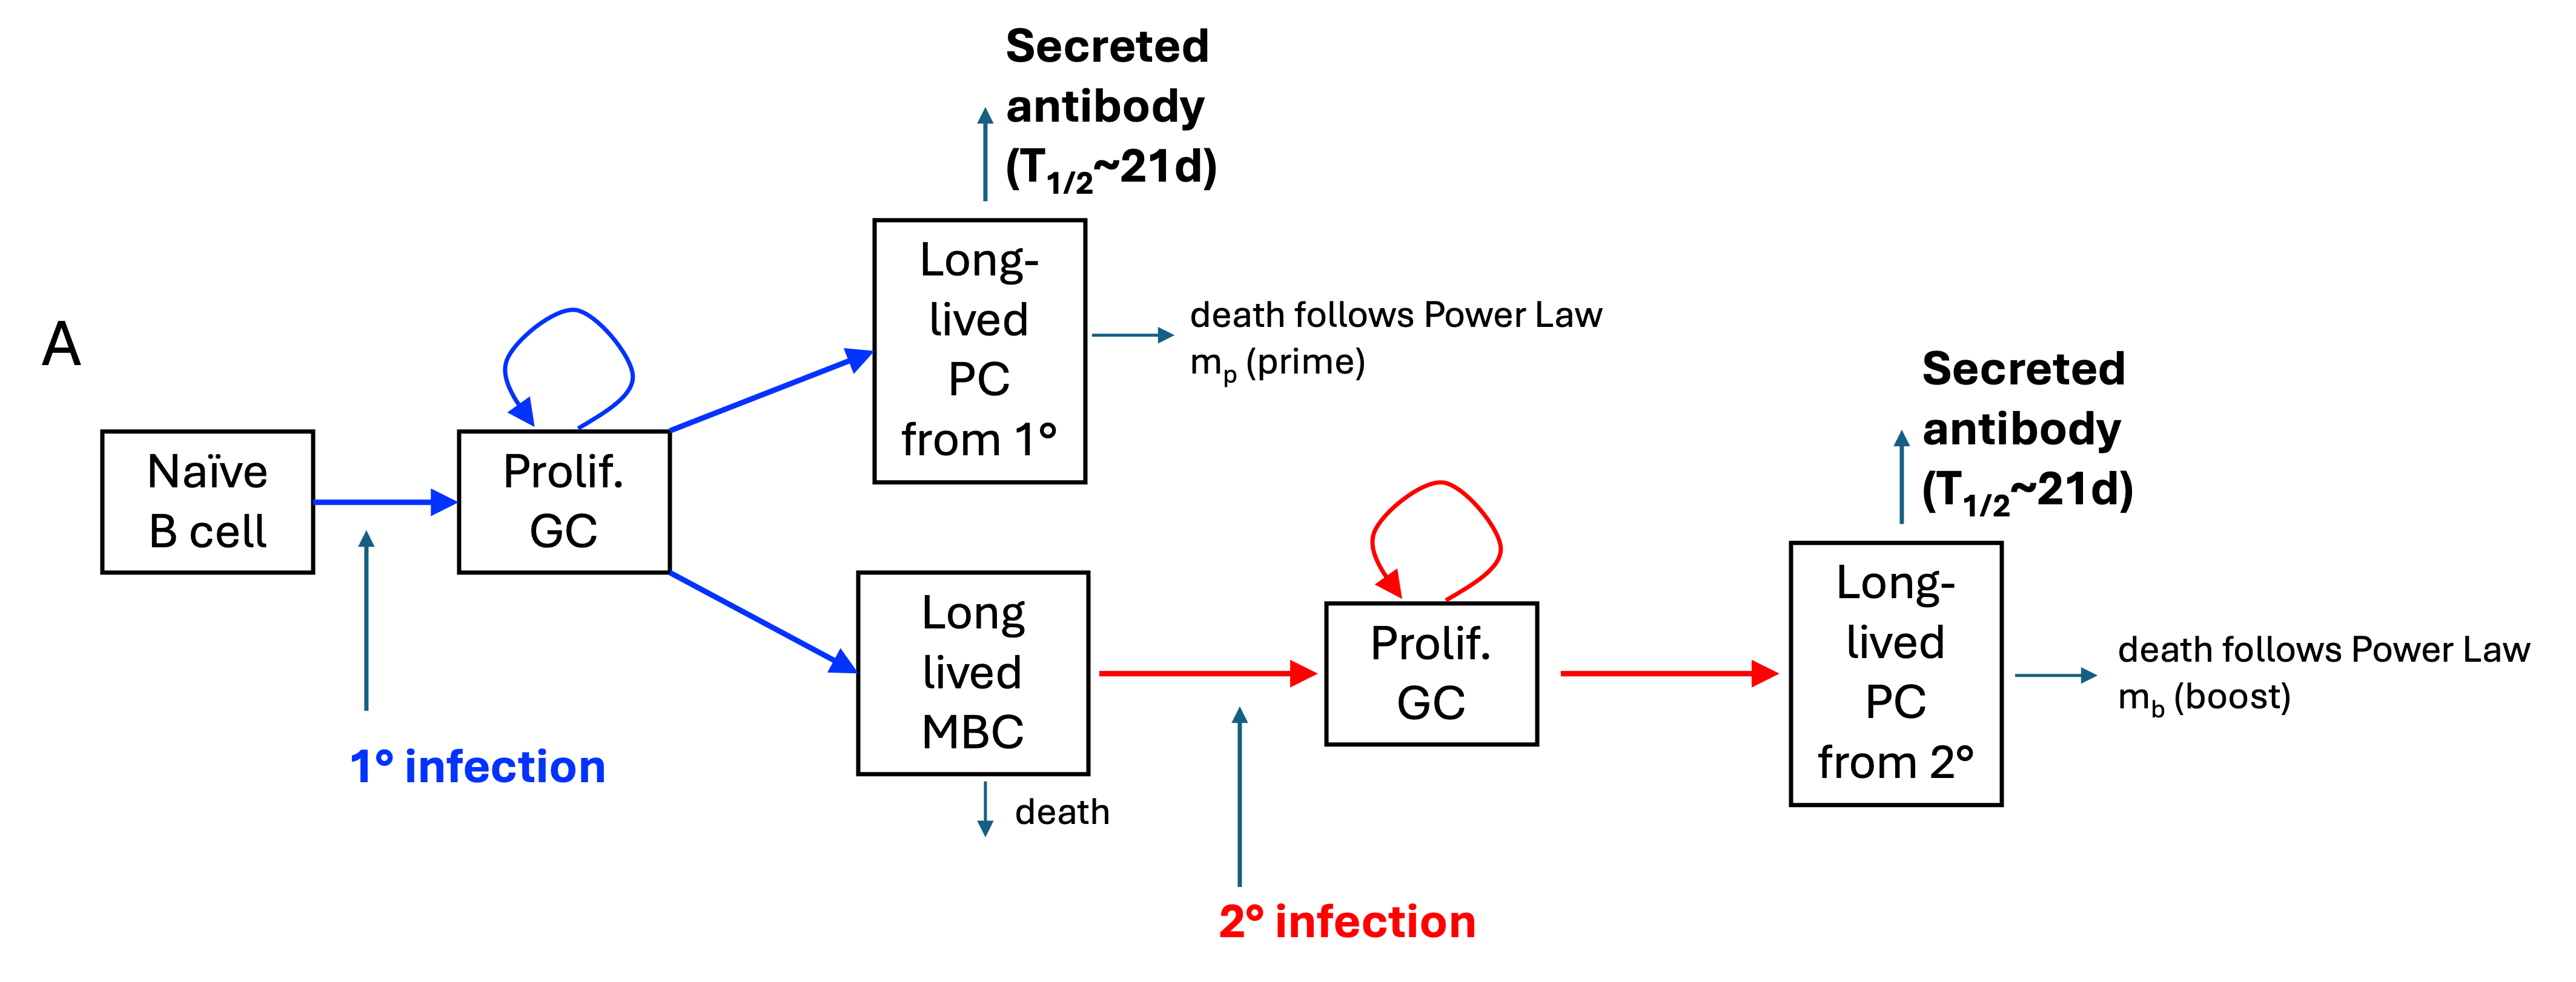 A
Naïve
B cell
1° infection
Prolif.
GC
Secreted
antibody
(T1/2~21d)
Long-
lived
PC
from 1°
death follows Power Law
mp (prime)
Long
lived
MBC
death
2° infection
Prolif.
GC
Secreted
antibody
(T1/2~21d)
Long-
lived
PC
from 2°
death follows Power Law
mb (boost)